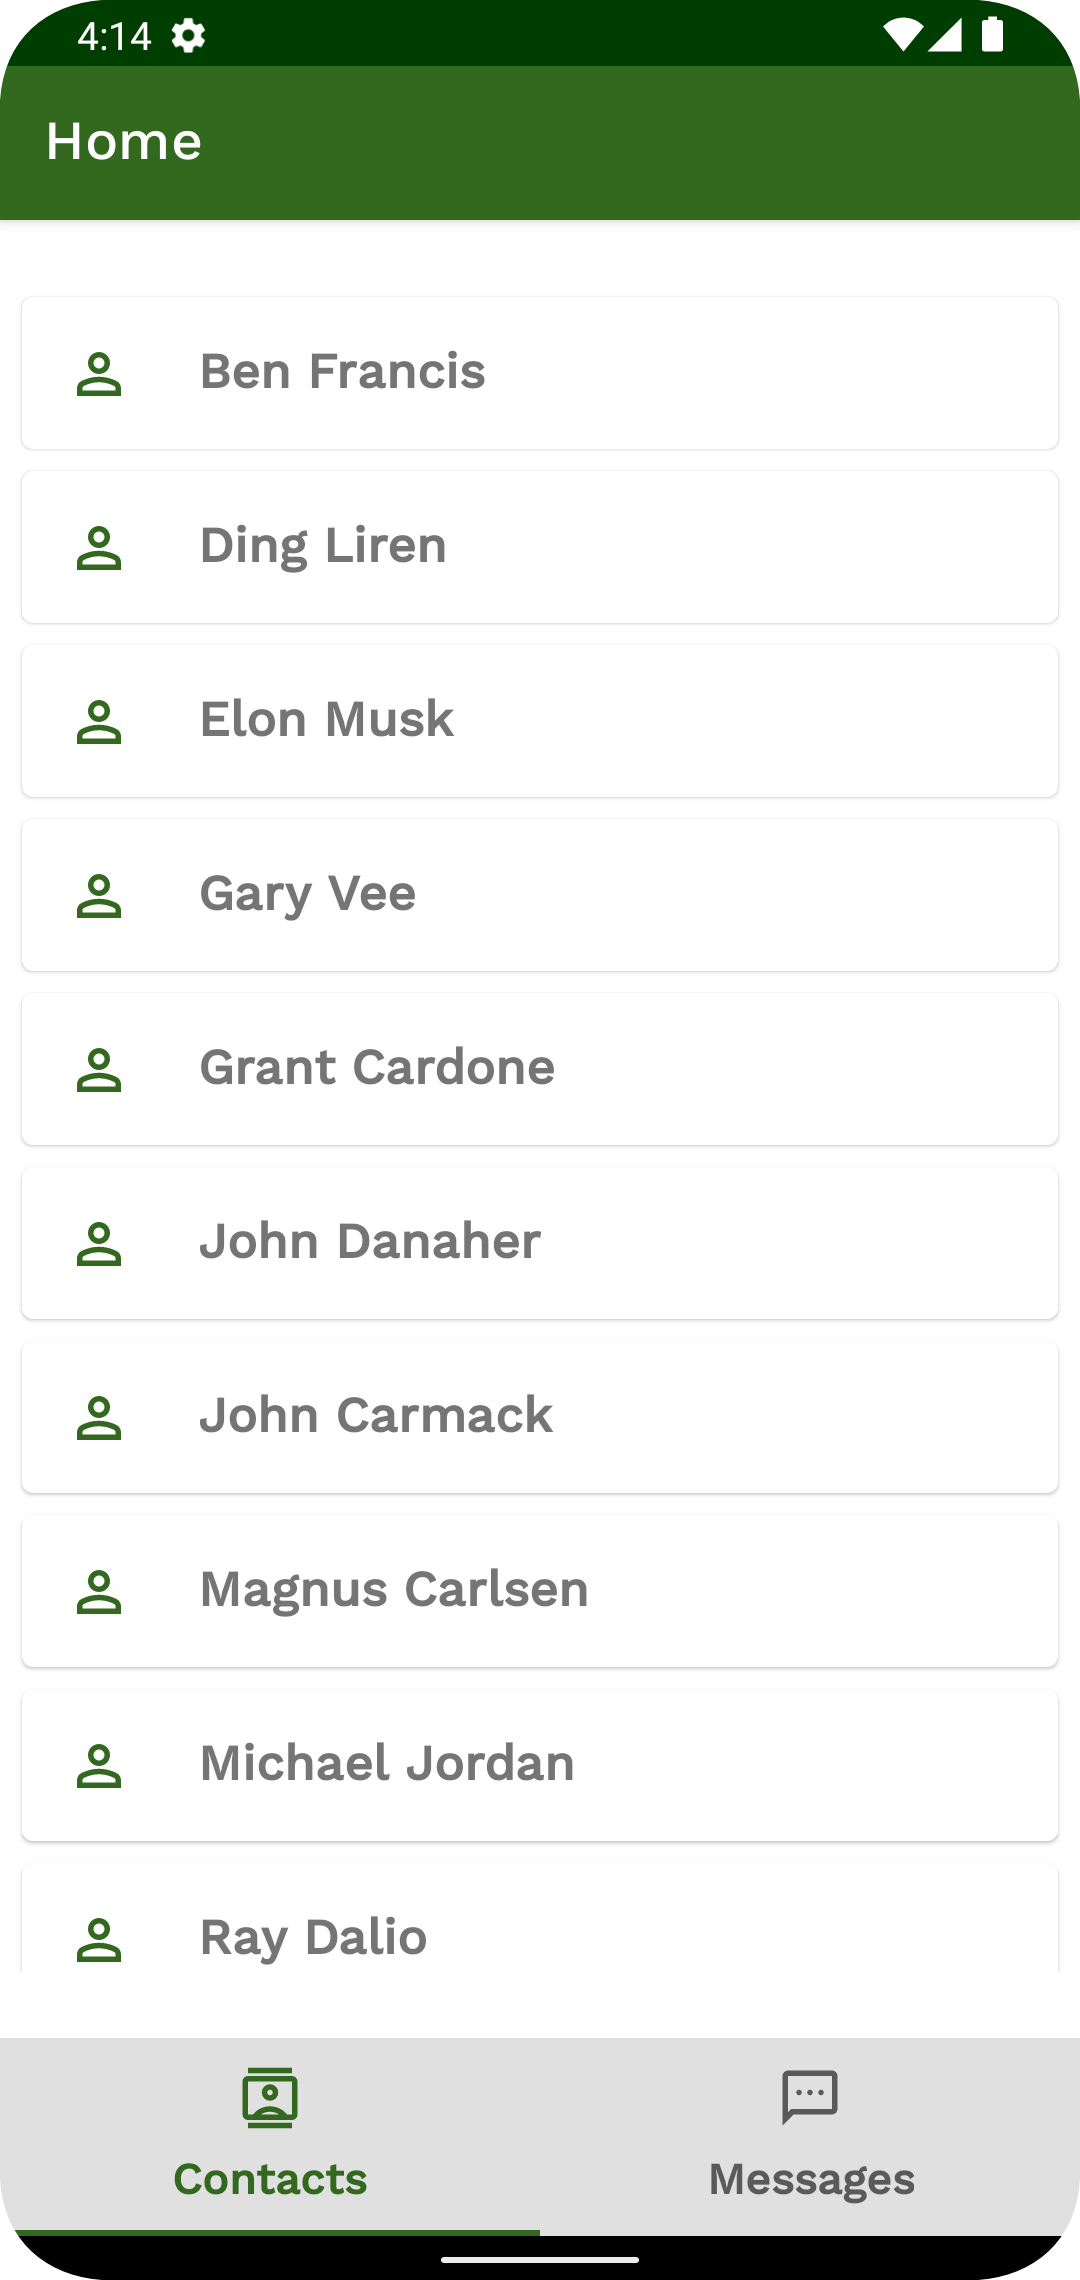 4:14
Home
Ben Francis
Ding Liren
Elon Musk
Gary Vee
Grant Cardone
John Danaher
John Carmack
Magnus Carlsen
Michael Jordan
Ray Dalio
Contacts
Messages